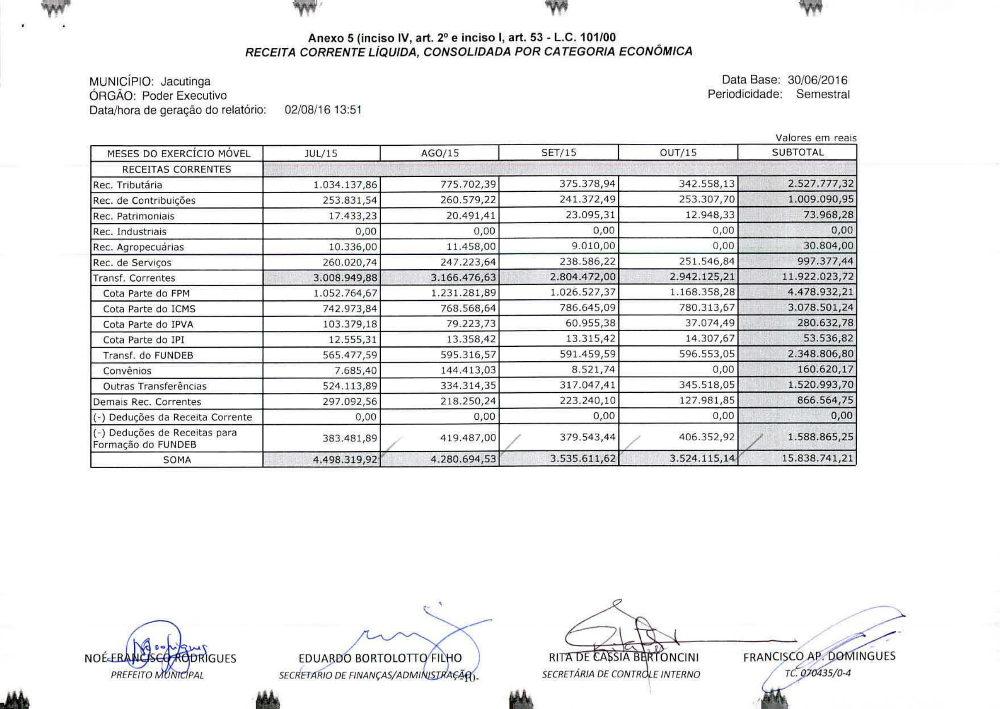 Anexo 5 (inciso IV, art. 2º e inciso I, art. 53 - L.C. 101/00
RECEITA CORRENTE LÍQUIDA, CONSOLIDADA POR CATEGORIA ECONÔMICA
MUNICÍPIO: Jacutinga
Data Base: 30/06/2016
ÓRGÃO: Poder Executivo
Periodicidade: Semestral
Data/hora de geração do relatório: 02/08/16 13:51
Valores em reais
MESES DO EXERCÍCIO MÓVEL JUL/15 AGO/15 SET/15 OUT/15 SUBTOTAL
RECEITAS CORRENTES
Rec. Tributária 1.034.137,86 775.702,39 375.378,94 342.558,13 2.527.777,32
Rec. de Contribuições 253.831,54 260.579,22 241.372,49 253.307,70 1.009.090,95
Rec. Patrimoniais 17.433,23 20.491,41 23.095,31 12.948,33 73.968,28
Rec. Industriais 0,00 0,00 0,00 0,00 0,00
Rec. Agropecuárias 10.336,00 11.458,00 9.010,00 0,00 30.804,00
Rec. de Serviços 260.020,74 247.223,64 238.586,22 251.546,84 997.377,44
Transf. Correntes 3.008.949,88 3.166.476,63 2.804.472,00 2.942.125,21 11.922.023,72
Cota Parte do FPM 1.052.764,67 1.231.281,89 1.026.527,37 1.168.358,28 4.478.932,21
Cota Parte do ICMS 742.973,84 768.568,64 786.645,09 780.313,67 3.078.501,24
Cota Parte do IPVA 103.379,18 79.223,73 60.955,38 37.074,49 280.632,78
Cota Parte do IPI 12.555,31 13.358,42 13.315,42 14.307,67 53.536,82
Transf. do FUNDEB 565.477,59 595.316,57 591.459,59 596.553,05 2.348.806,80
Convênios 7.685,40 144.413,03 8.521,74 0,00 160.620,17
Outras Transferências 524.113,89 334.314,35 317.047,41 345.518,05 1.520.993,70
Demais Rec. Correntes 297.092,56 218.250,24 223.240,10 127.981,85 866.564,75
(-) Deduções da Receita Corrente 0,00 0,00 0,00 0,00 0,00
(-) Deduções de Receitas para
Formação do FUNDEB 383.481,89 419.487,00 379.543,44 406.352,92 1.588.865,25
SOMA 4.498.319,92 4.280.694,53 3.535.611,62 3.524.115,14 15.838.741,21
NOÉ FRANCISCO RODRIGUES EDUARDO BORTOLOTTO FILHO RITA DE CASSIA BERTONCINI FRANCISCO AP. DOMINGUES
PREFEITO MUNICIPAL SECRETARIO DE FINANÇAS/ADMINISTRAÇÃO SECRETÁRIA DE CONTROLE INTERNO TC. 070435/0-4
-10-